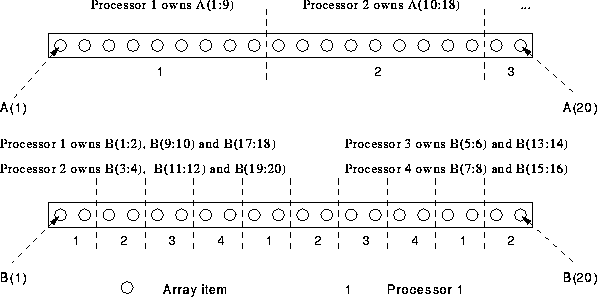 Processor 1 owns A(1:9) Processor 2 owns A(10:18) ...
1 2 3
A(1) A(20)
Processor 1 owns B(1:2), B(9:10) and B(17:18) Processor 3 owns B(5:6) and B(13:14)
Processor 2 owns B(3:4), B(11:12) and B(19:20) Processor 4 owns B(7:8) and B(15:16)
1 2 3 4 1 2 3 4 1 2
B(1) B(20)
Array item 1 Processor 1